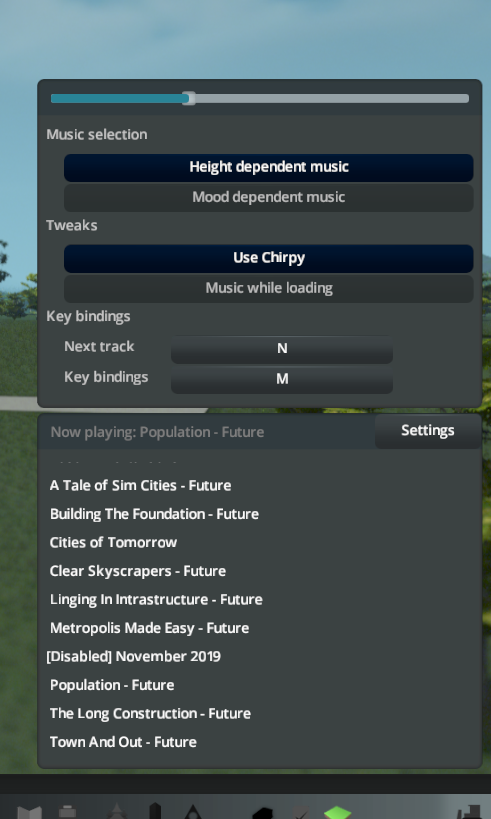 Music selection
Height dependent music
Mood dependent music
Tweaks
Use Chirpy
Music while loading
Key bindings
Next track N
Key bindings M
Now playing: Population - Future Settings
A Tale of Sim Cities - Future
Building The Foundation - Future
Cities of Tomorrow
Clear Skyscrapers - Future
Linging In Intrastructure - Future
Metropolis Made Easy - Future
[Disabled] November 2019
Population - Future
The Long Construction - Future
Town And Out - Future